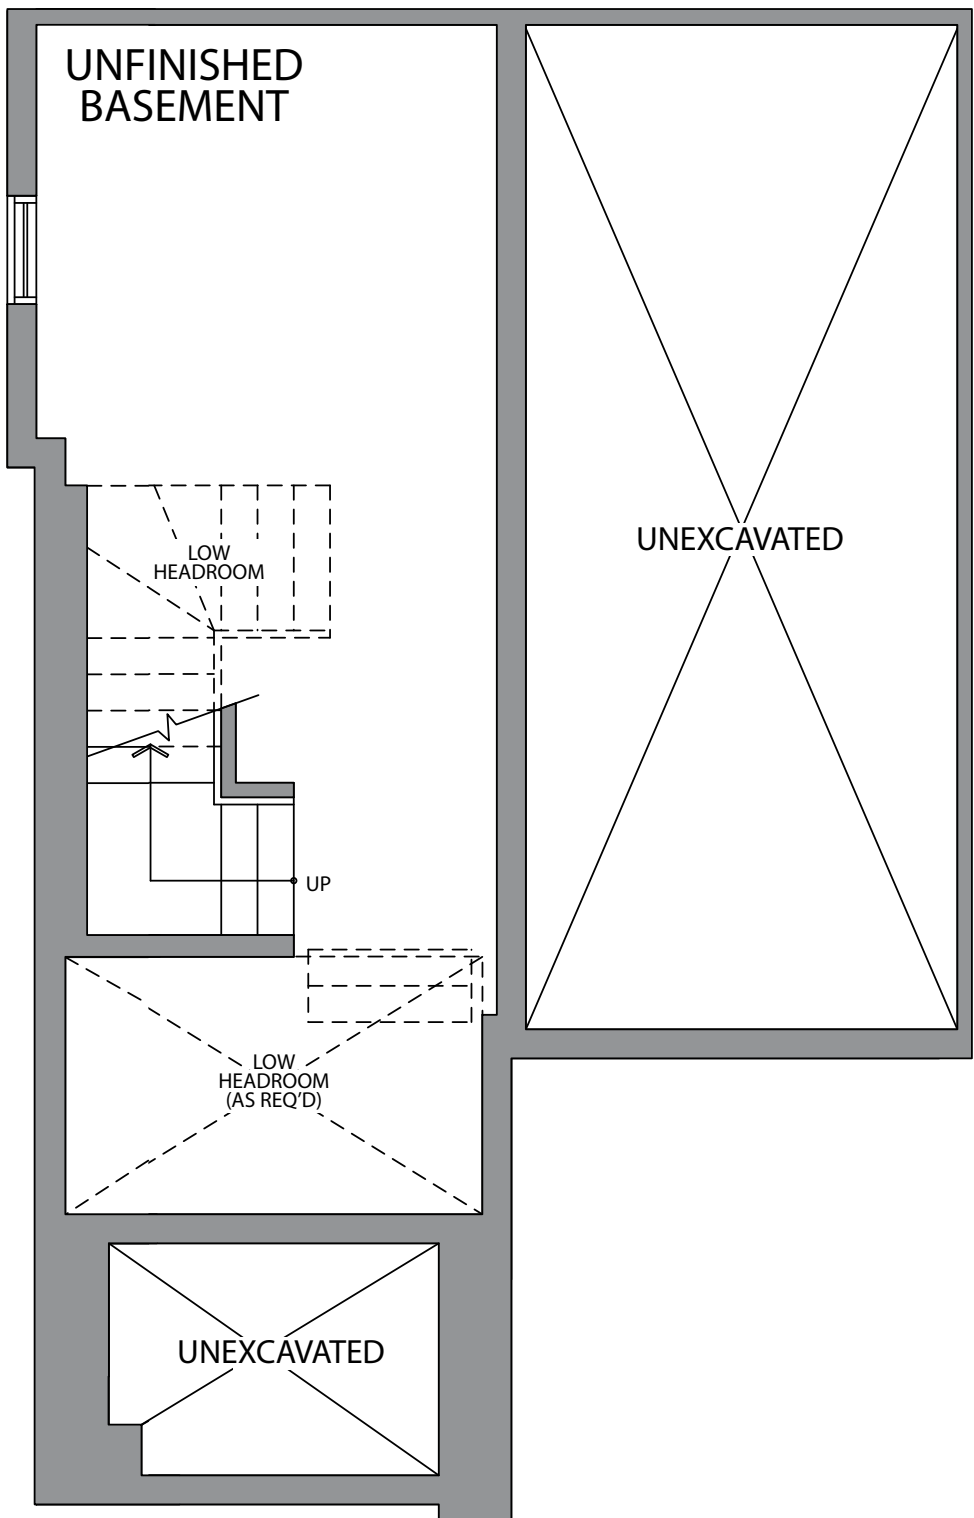 UNFINISHED
BASEMENT
UNEXCAVATED
LOW
HEADROOM
UP
LOW
HEADROOM
(AS REQ’D)
UNEXCAVATED